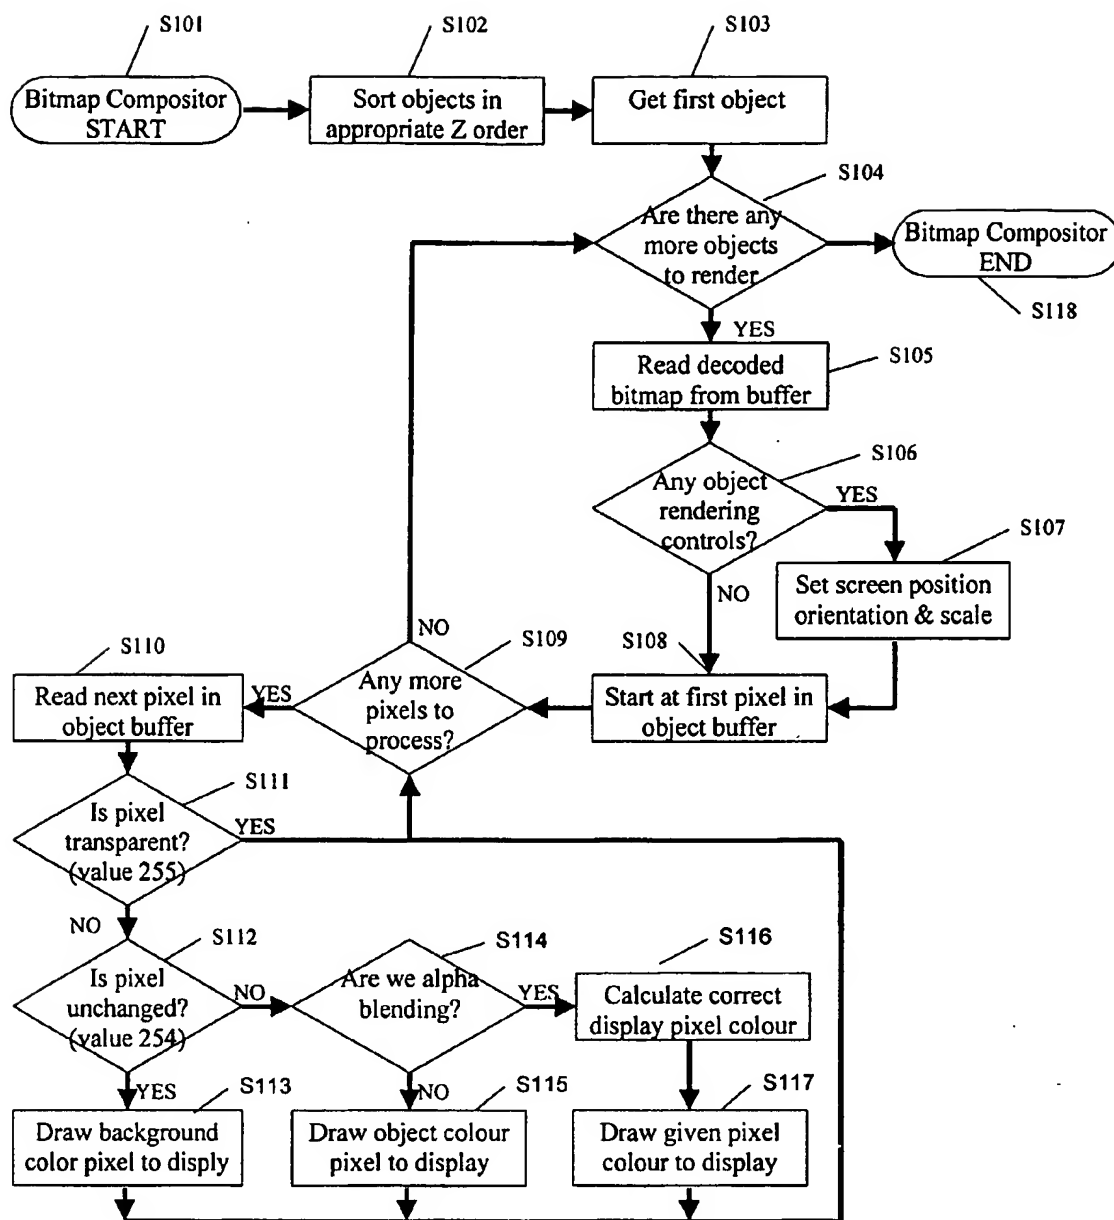 S101
S102
S103
Bitmap Compositor
START
Sort objects in
appropriate Z order
Get first object
S104
Are there any
more objects
to render
Bitmap Compositor
END
S118
YES
Read decoded
bitmap from buffer
S105
S106
Any object
rendering
controls?
YES
S107
Set screen position
orientation & scale
NO
S108
Start at first pixel in
object buffer
NO
S109
Any more
pixels to
process?
YES
S110
Read next pixel in
object buffer
S111
Is pixel
transparent?
(value 255)
YES
NO
S112
Is pixel
unchanged?
(value 254)
NO
S114
Are we alpha
blending?
YES
S116
Calculate correct
display pixel colour
YES
S113
Draw background
color pixel to disply
NO
S115
Draw object colour
pixel to display
S117
Draw given pixel
colour to display